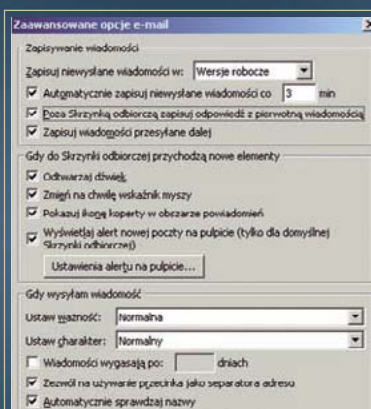 Zaawansowane opcje e-mail
Zapisywanie wiadomości
Zapisuj niewysłane wiadomości w: Wersje robocze
Automatycznie zapisuj niewysłane wiadomości co 3 min
Poza Skrzynką odbiorczą zapisuj odpowiedź z pierwotną wiadomością
Zapisuj wiadomości przesyłane dalej
Gdy do Skrzynki odbiorczej przychodzą nowe elementy
Odtwarzaj dźwięk
Zmień na chwilę wskaźnik myszy
Pokazuj ikonę koperty w obszarze powiadomień
Wyświetlaj alert nowej poczty na pulpicie (tylko dla domyślnej
Skrzynki odbiorczej)
Ustawienia alertu na pulpicie...
Gdy wysyłam wiadomość
Ustaw ważność: Normalna
Ustaw charakter: Normalny
Wiadomości wygasają po: dniach
Zezwól na używanie przecinka jako separatora adresu
Automatycznie sprawdzaj nazwy